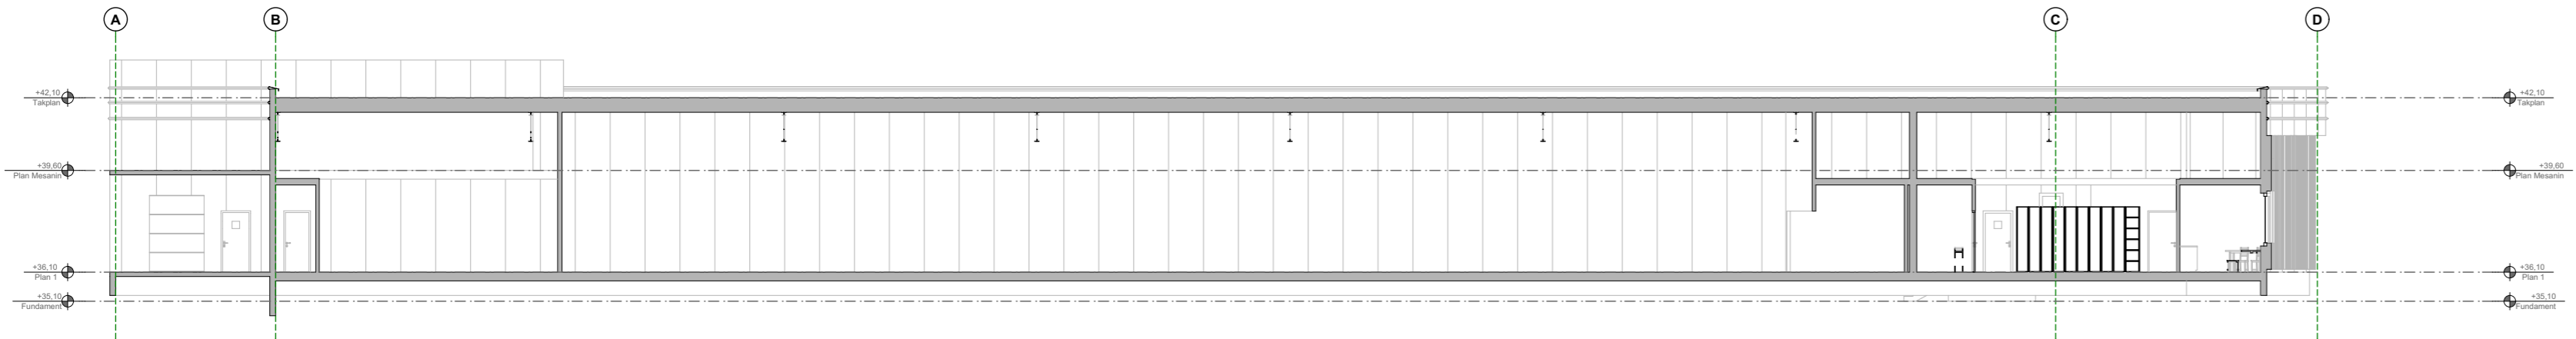 A
B
C
D
+42,10
Takplan
+42,10
Takplan
+39,60
Plan Mesanin
+39,60
Plan Mesanin
+36,10
Plan 1
+36,10
Plan 1
+35,10
Fundament
+35,10
Fundament